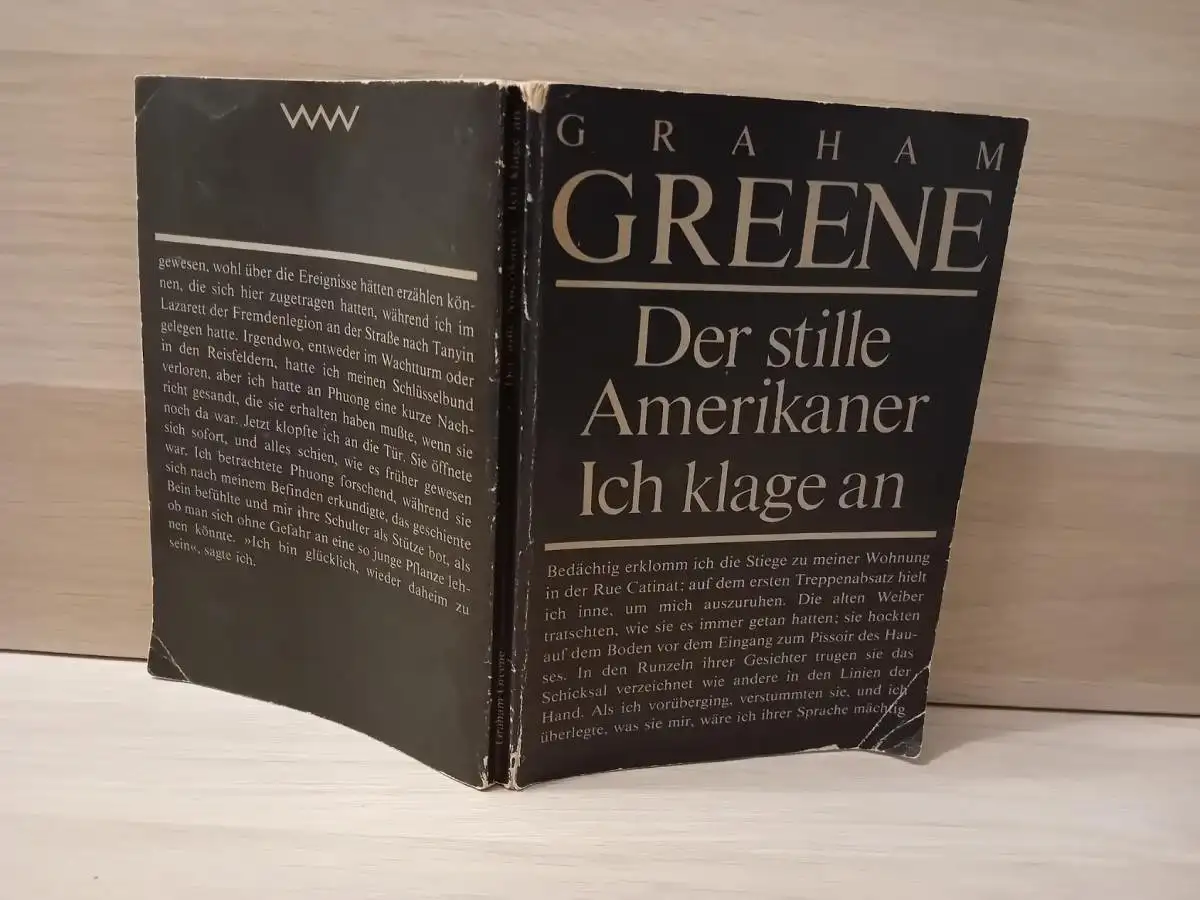 VVW
gewesen, wohl über die Ereignisse hätten erzählen kön-
nen, die sich hier zugetragen hatten, während ich im
Lazarett der Fremdenlegion an der Straße nach Tanyin
gelegen hatte. Irgendwo, entweder im Wachtturm oder
in den Reisfeldern, hatte ich meinen Schlüsselbund
verloren, aber ich hatte an Phuong eine kurze Nach-
richt gesandt, die sie erhalten haben mußte, wenn sie
noch da war. Jetzt klopfte ich an die Tür. Sie öffnete
sich sofort, und alles schien, wie es früher gewesen
war. Ich betrachtete Phuong forschend, während sie
sich nach meinem Befinden erkundigte, das geschiente
Bein befühlte und mir ihre Schulter als Stütze bot, als
ob man sich ohne Gefahr an eine so junge Pflanze leh-
nen könnte. »Ich bin glücklich, wieder daheim zu
sein«, sagte ich.
Graham Greene
Der stille Amerikaner Ich klage an
GRAHAM
GREENE
Der stille
Amerikaner
Ich klage an
Bedächtig erklomm ich die Stiege zu meiner Wohnung
in der Rue Catinat; auf dem ersten Treppenabsatz hielt
ich inne, um mich auszuruhen. Die alten Weiber
tratschten, wie sie es immer getan hatten; sie hockten
auf dem Boden vor dem Eingang zum Pissoir des Hau-
ses. In den Runzeln ihrer Gesichter trugen sie das
Schicksal verzeichnet wie andere in den Linien der
Hand. Als ich vorüberging, verstummten sie, und ich
überlegte, was sie mir, wäre ich ihrer Sprache mächtig